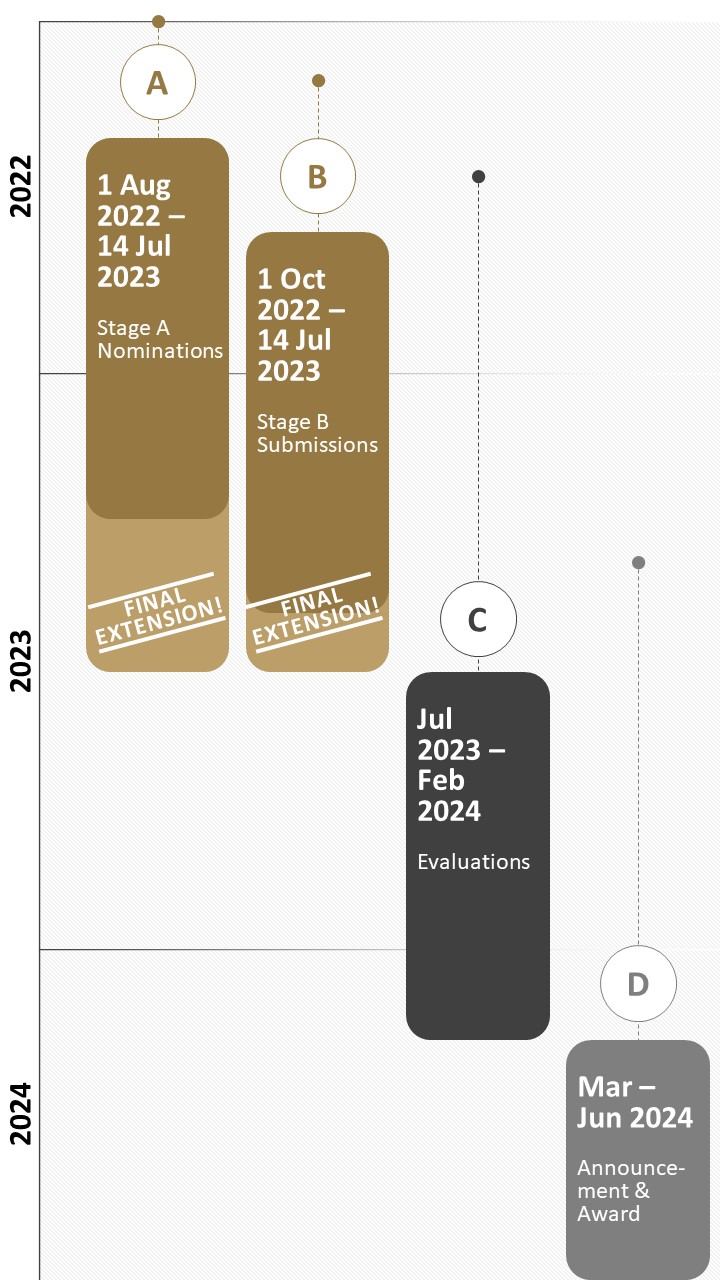 2022
2023
2024
A
1 Aug
2022 –
14 Jul
2023
Stage A
Nominations
FINAL
EXTENSION!
B
1 Oct
2022 –
14 Jul
2023
Stage B
Submissions
FINAL
EXTENSION!
C
Jul
2023 –
Feb
2024
Evaluations
D
Mar –
Jun 2024
Announce-
ment &
Award